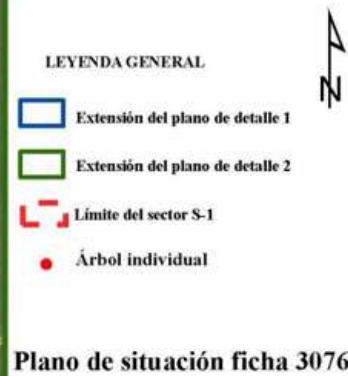 N
LEYENDA GENERAL
Extensión del plano de detalle 1
Extensión del plano de detalle 2
Límite del sector S-1
Árbol individual
Plano de situación ficha 3076